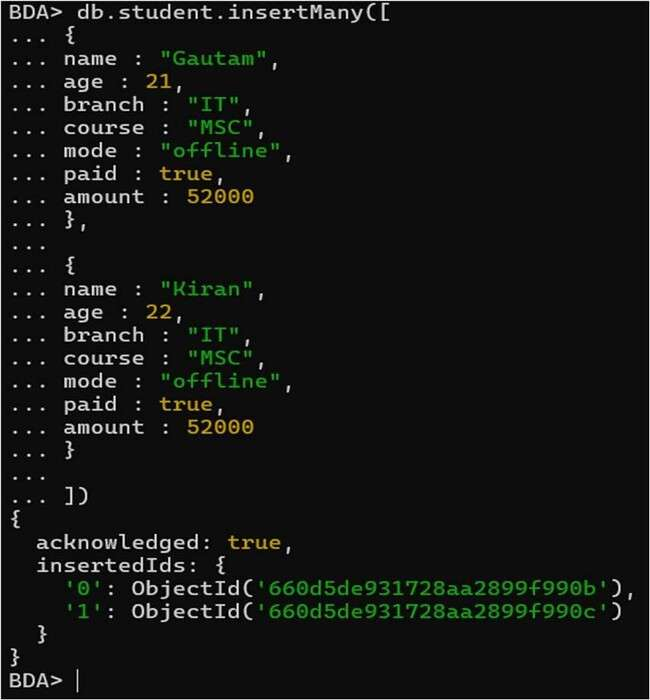 BDA> db.student.insertMany([
... {
... name : "Gautam",
... age : 21,
... branch : "IT",
... course : "MSC",
... mode : "offline",
... paid : true,
... amount : 52000
... },
...
... {
... name : "Kiran",
... age : 22,
... branch : "IT",
... course : "MSC",
... mode : "offline",
... paid : true,
... amount : 52000
... }
...
... ])
{
  acknowledged: true,
  insertedIds: {
    '0': ObjectId('660d5de931728aa2899f990b'),
    '1': ObjectId('660d5de931728aa2899f990c')
  }
}
BDA>